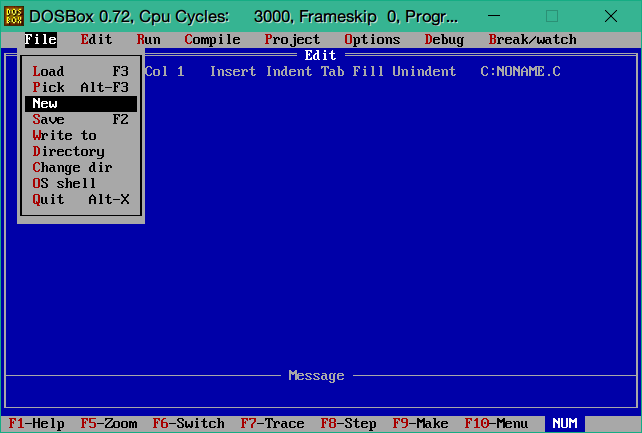 DOS BOX DOSBox 0.72, Cpu Cycles: 3000, Frameskip 0, Progr...
File Edit Run Compile Project Options Debug Break/watch
Edit
Col 1 Insert Indent Tab Fill Unindent C:NONAME.C
Load F3
Pick Alt-F3
New
Save F2
Write to
Directory
Change dir
OS shell
Quit Alt-X
Message
F1-Help F5-Zoom F6-Switch F7-Trace F8-Step F9-Make F10-Menu NUM